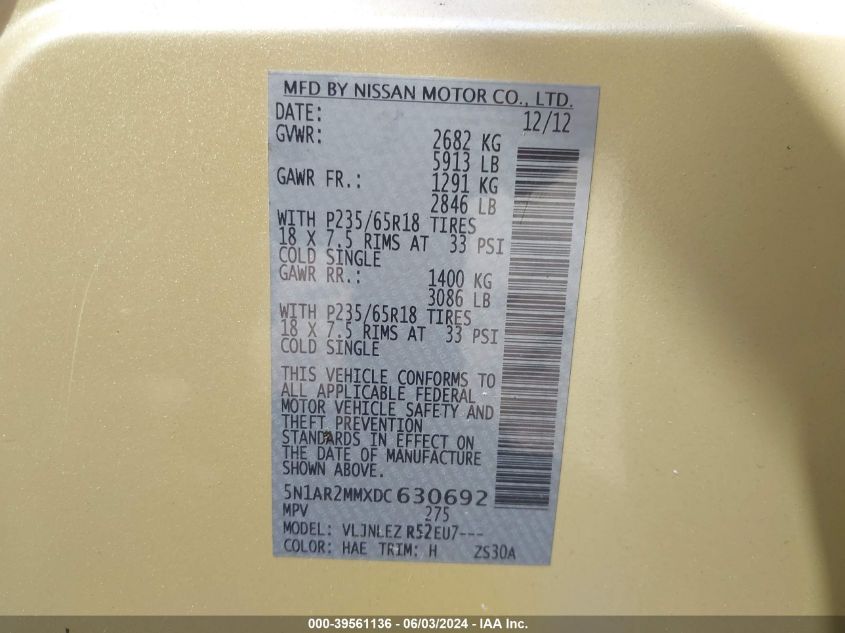 MFD BY NISSAN MOTOR CO., LTD.
DATE: 12/12
GVWR: 2682 KG
5913 LB
GAWR FR.: 1291 KG
2846 LB
WITH P235/65R18 TIRES
18 X 7.5 RIMS AT 33 PSI
COLD SINGLE
GAWR RR.: 1400 KG
3086 LB
WITH P235/65R18 TIRES
18 X 7.5 RIMS AT 33 PSI
COLD SINGLE
THIS VEHICLE CONFORMS TO
ALL APPLICABLE FEDERAL
MOTOR VEHICLE SAFETY AND
THEFT PREVENTION
STANDARDS IN EFFECT ON
THE DATE OF MANUFACTURE
SHOWN ABOVE.
5N1AR2MMXDC630692
MPV 275
MODEL: VLJNLEZ R52EU7---
COLOR: HAE TRIM: H ZS30A
000-39561136 - 06/03/2024 - IAA Inc.